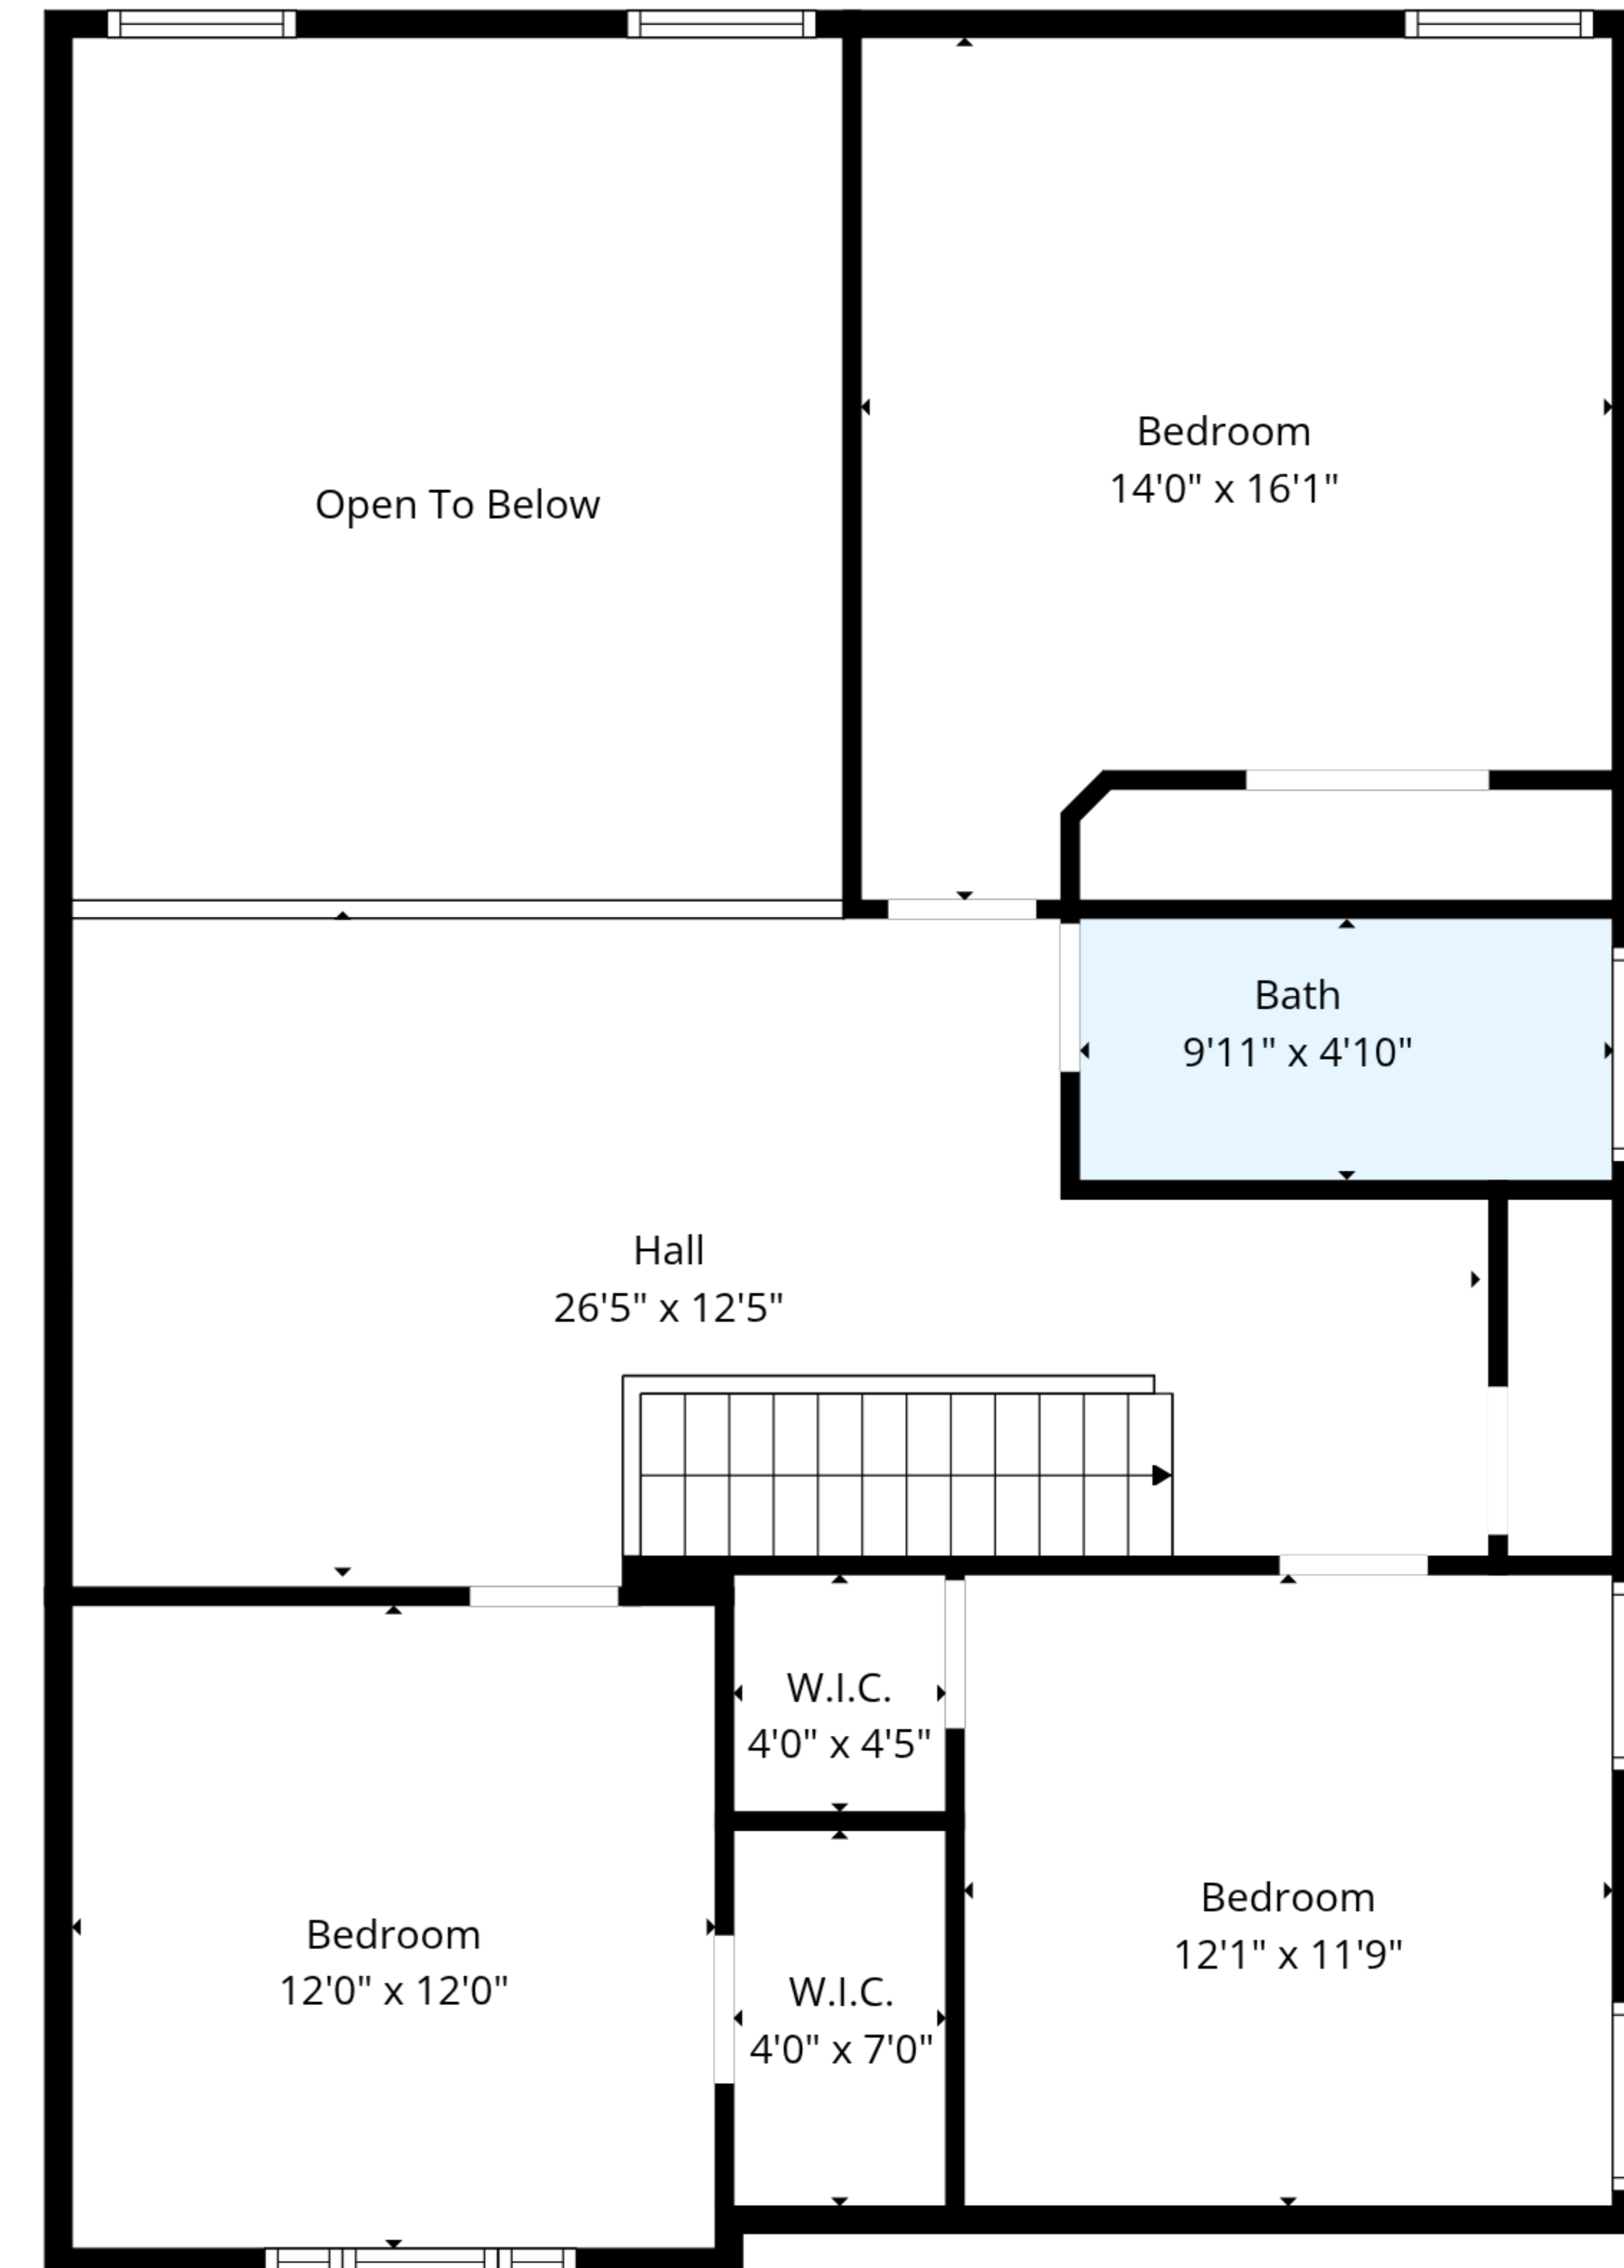 Bedroom
14'0" x 16'1"
Open To Below
Bath
9'11" x 4'10"
Hall
26'5" x 12'5"
W.I.C.
4'0" x 4'5"
Bedroom
12'1" x 11'9"
Bedroom
12'0" x 12'0"
W.I.C.
4'0" x 7'0"